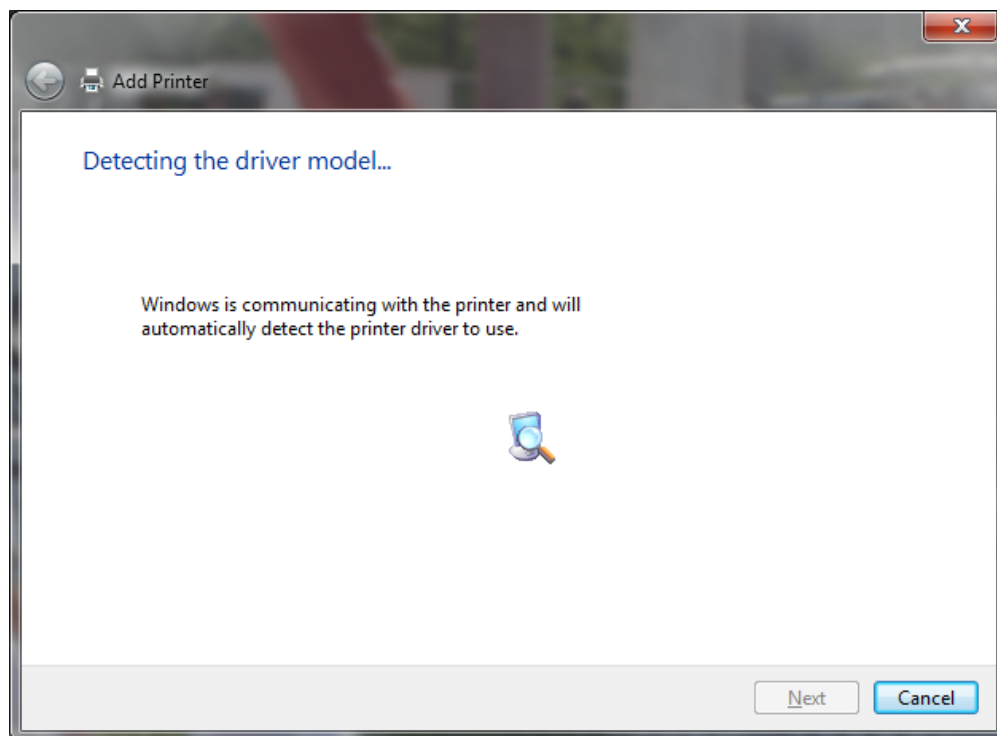 Add Printer
Detecting the driver model...
Windows is communicating with the printer and will
automatically detect the printer driver to use.
Next
Cancel